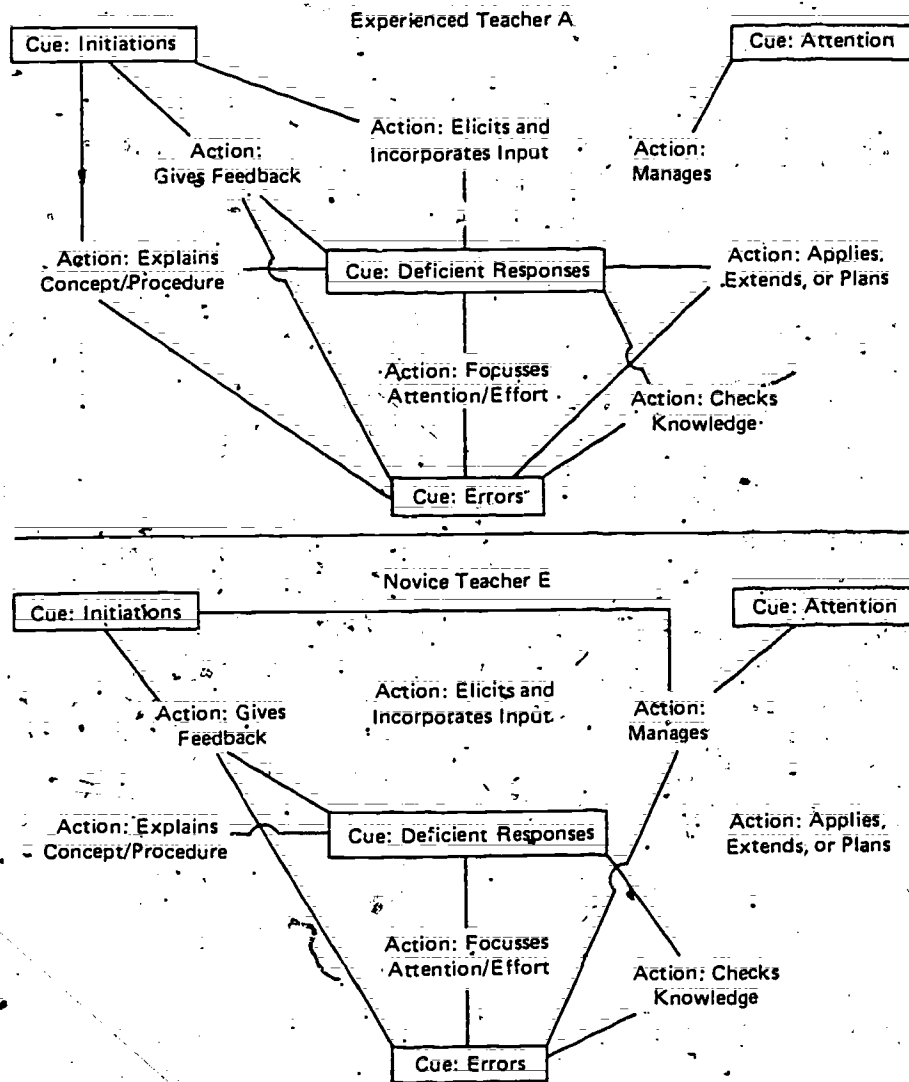 Experienced Teacher A
Cue: Initiations
Cue: Attention
Action: Elicits and
Incorporates Input
Action:
Gives Feedback
Action:
Manages
Action: Explains
Concept/Procedure
Cue: Deficient Responses
Action: Applies,
Extends, or Plans
Action: Focusses
Attention/Effort
Action: Checks
Knowledge
Cue: Errors
Novice Teacher E
Cue: Initiations
Cue: Attention
Action: Elicits and
Incorporates Input
Action: Gives
Feedback
Action:
Manages
Action: Explains
Concept/Procedure
Cue: Deficient Responses
Action: Applies,
Extends, or Plans
Action: Focusses
Attention/Effort
Action: Checks
Knowledge
Cue: Errors